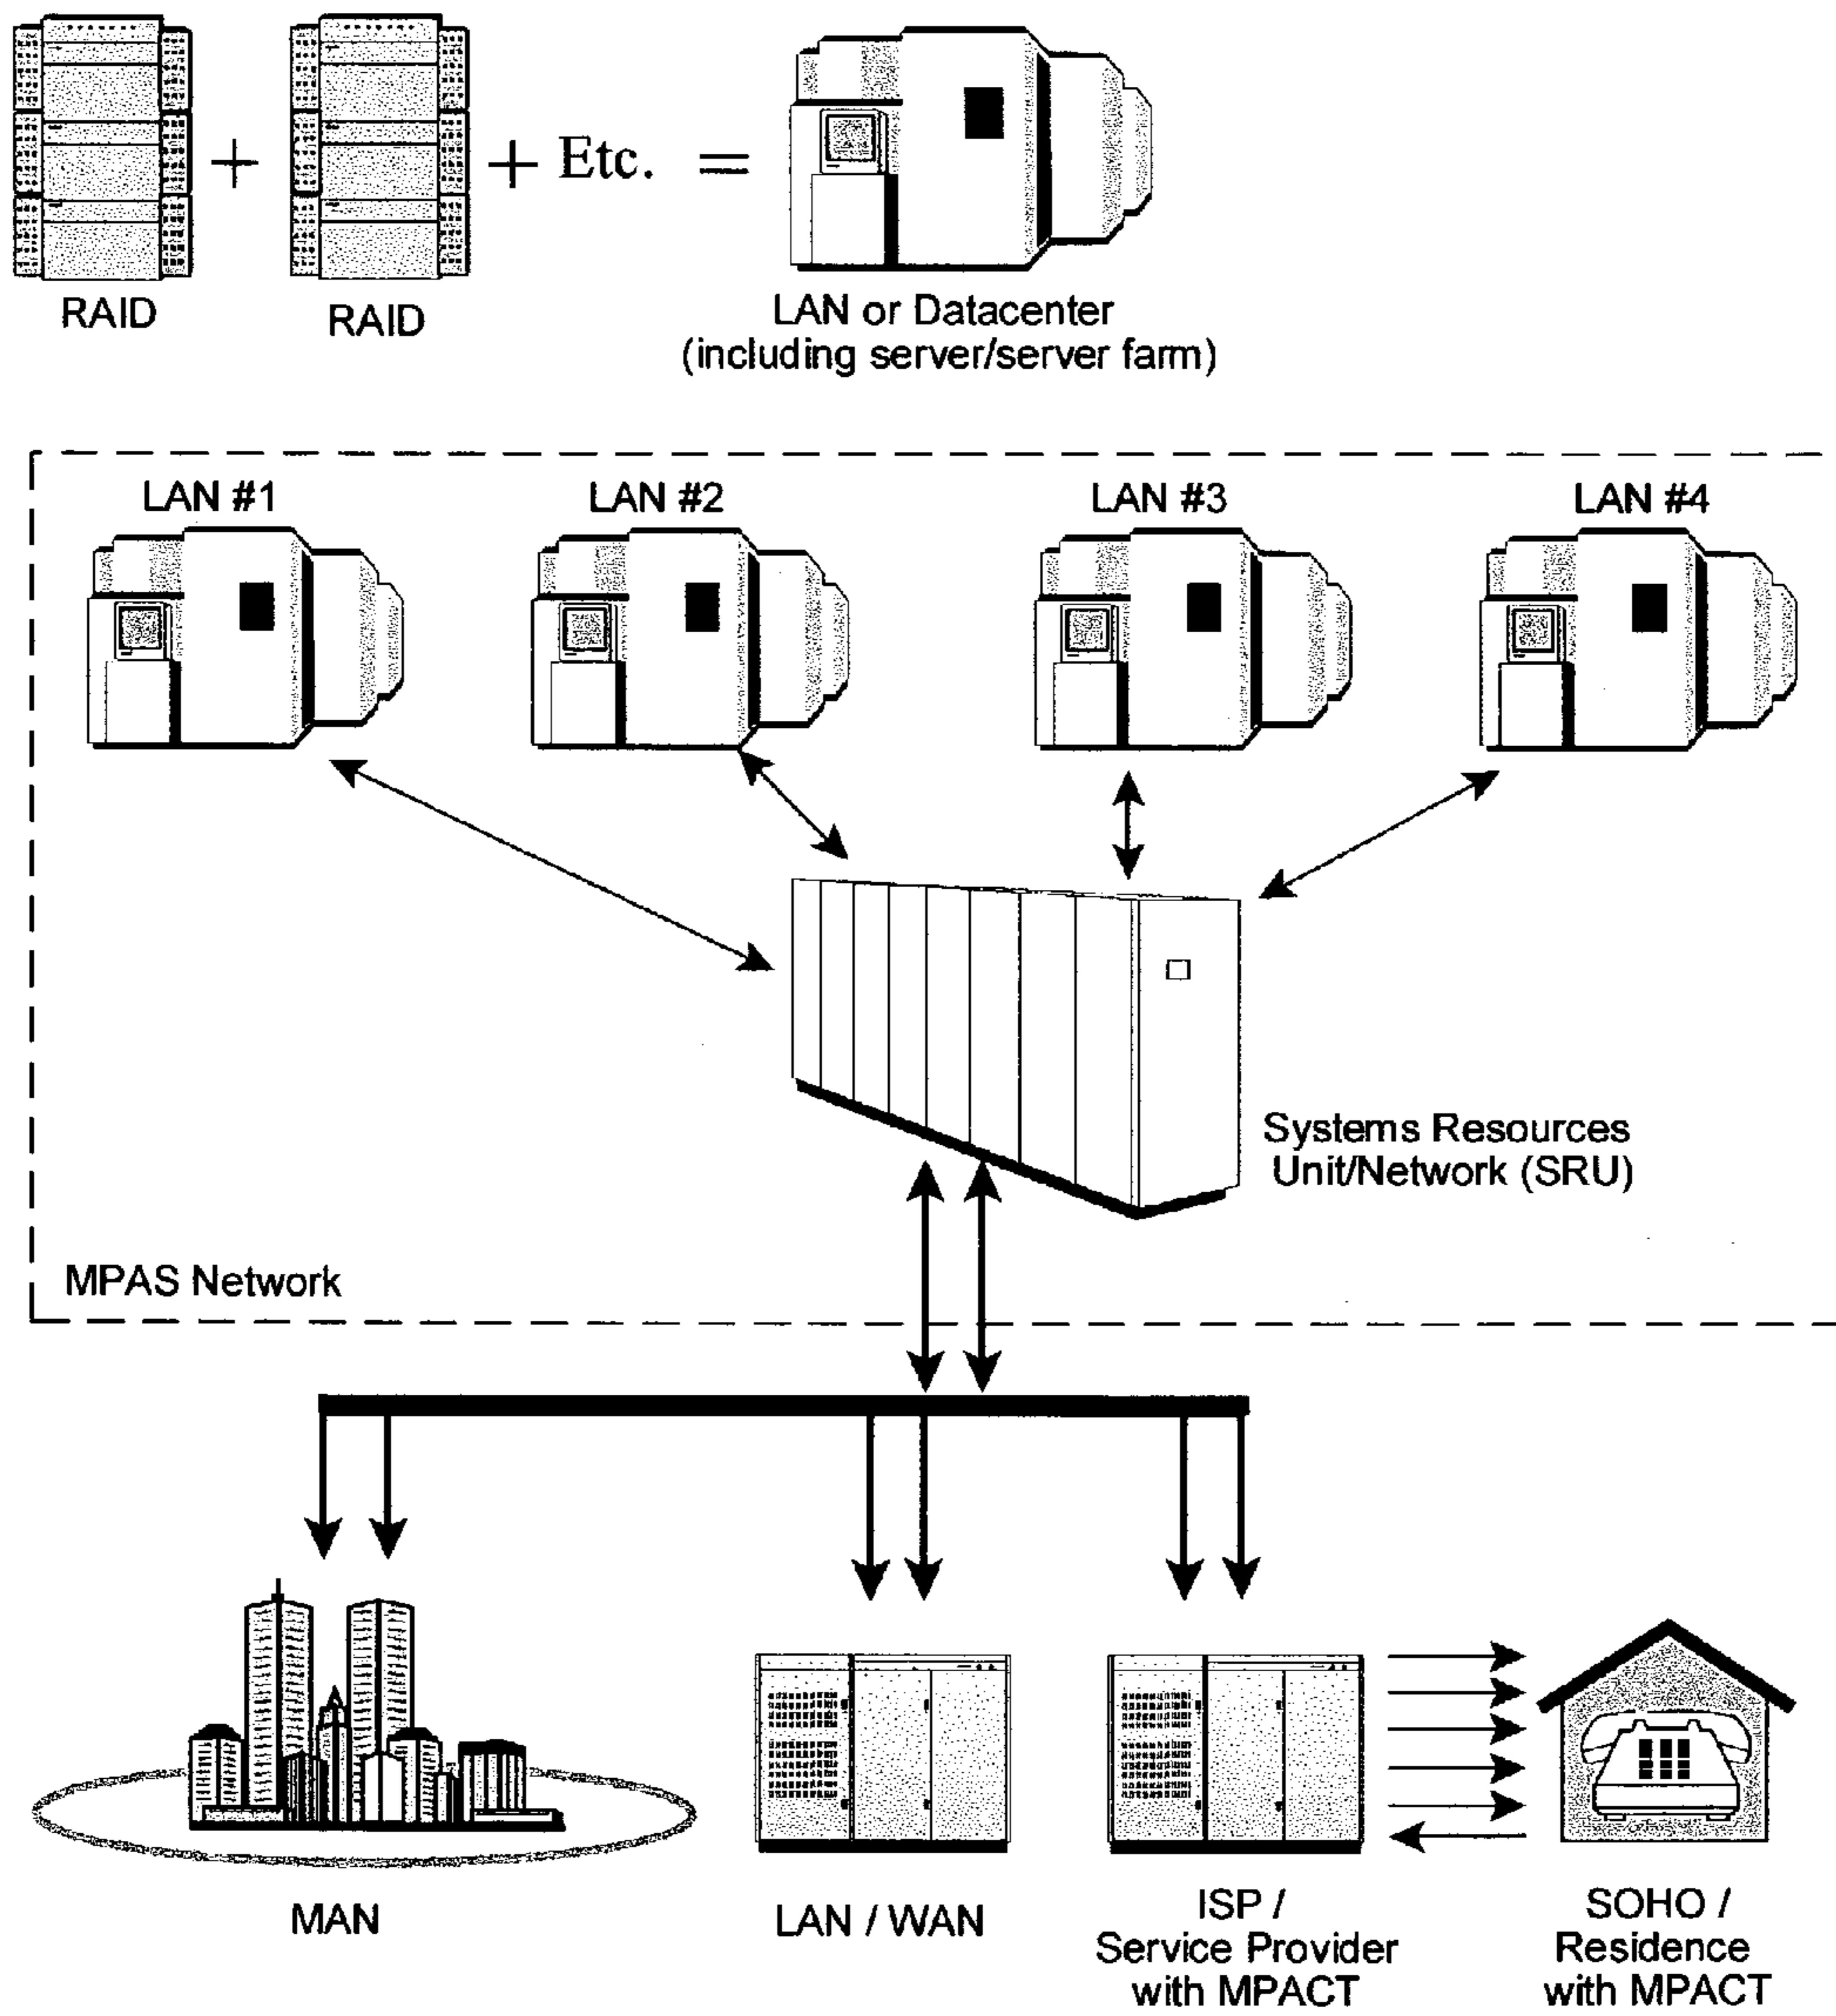 + + Etc. =
RAID
RAID
LAN or Datacenter
(including server/server farm)
LAN #1
LAN #2
LAN #3
LAN #4
Systems Resources
Unit/Network (SRU)
MPAS Network
MAN
LAN / WAN
ISP /
Service Provider
with MPACT
SOHO /
Residence
with MPACT